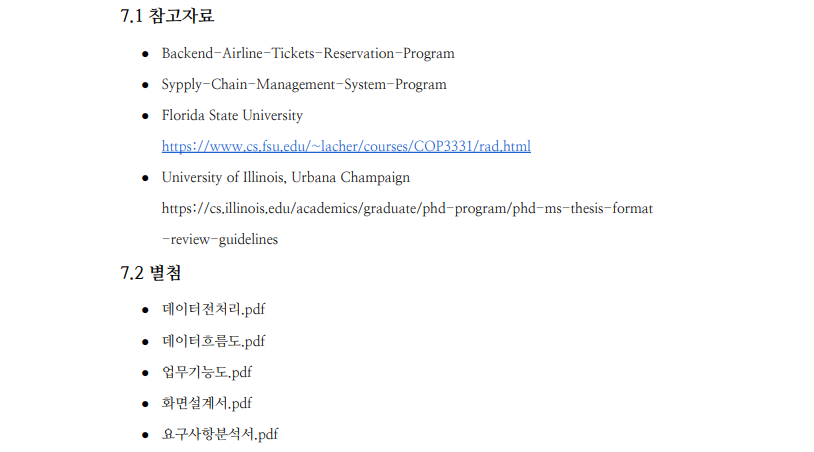 7.1 참고자료
● Backend-Airline-Tickets-Reservation-Program
● Sypply-Chain-Management-System-Program
● Florida State University
https://www.cs.fsu.edu/~lacher/courses/COP3331/rad.html
● University of Illinois, Urbana Champaign
https://cs.illinois.edu/academics/graduate/phd-program/phd-ms-thesis-format
-review-guidelines
7.2 별첨
● 데이터전처리.pdf
● 데이터흐름도.pdf
● 업무기능도.pdf
● 화면설계서.pdf
● 요구사항분석서.pdf